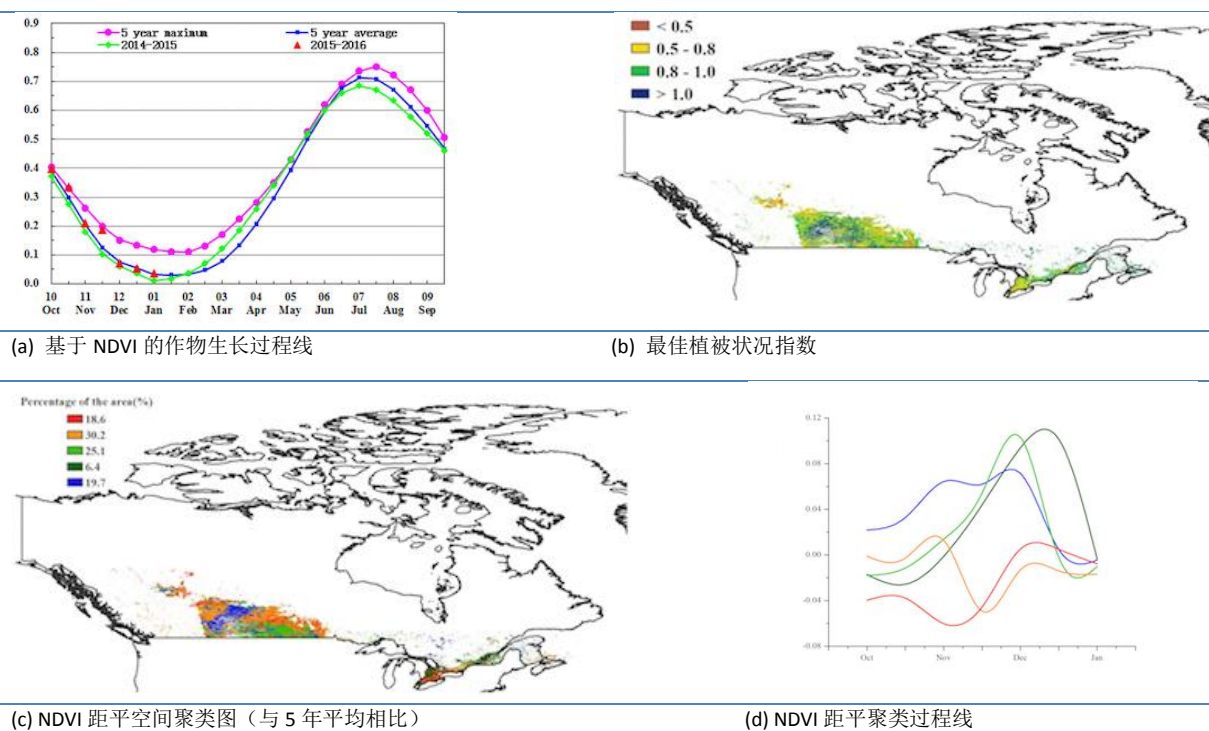 0.9
0.8
0.7
0.6
0.5
0.4
0.3
0.2
0.1
0.0
5 year maximum
5 year average
2014-2015
2015-2016
10 11 12 01 02 03 04 05 06 07 08 09
Oct Nov Dec Jan Feb Mar Apr May Jun Jul Aug Sep
< 0.5
0.5 - 0.8
0.8 - 1.0
> 1.0
(a) 基于 NDVI 的作物生长过程线
(b) 最佳植被状况指数
Percentage of the area(%)
18.6
30.2
25.1
6.4
19.7
0.12
0.08
0.04
0.00
-0.04
-0.08
Oct Nov Dec Jan
(c) NDVI 距平空间聚类图（与 5 年平均相比）
(d) NDVI 距平聚类过程线